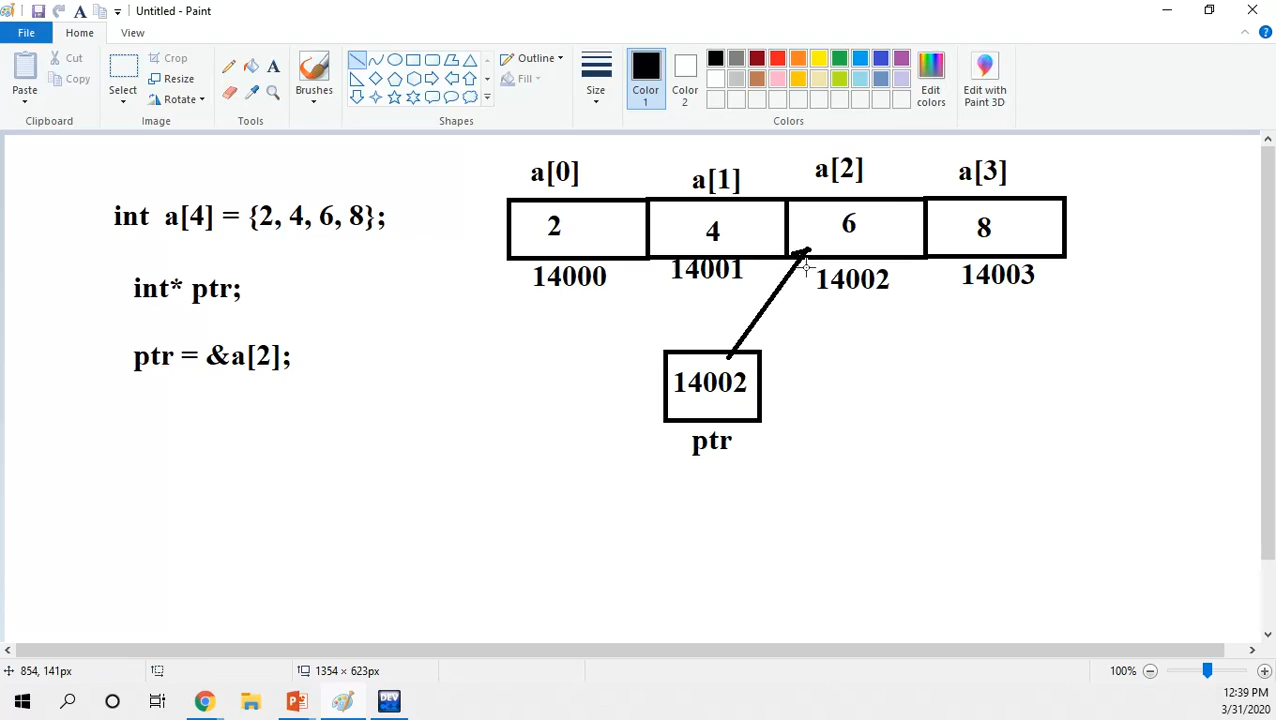 Untitled - Paint
File Home View
Paste
Cut
Copy
Clipboard
Select
Crop
Resize
Rotate
Image
A
Tools
Brushes
Outline
Fill
Shapes
Size
Color 1
Color 2
Edit colors
Colors
Edit with Paint 3D
int a[4] = {2, 4, 6, 8};
int* ptr;
ptr = &a[2];
a[0] a[1] a[2] a[3]
2 4 6 8
14000 14001 14002 14003
14002
ptr
854, 141px
1354 × 623px
100%
DEV
12:39 PM
3/31/2020